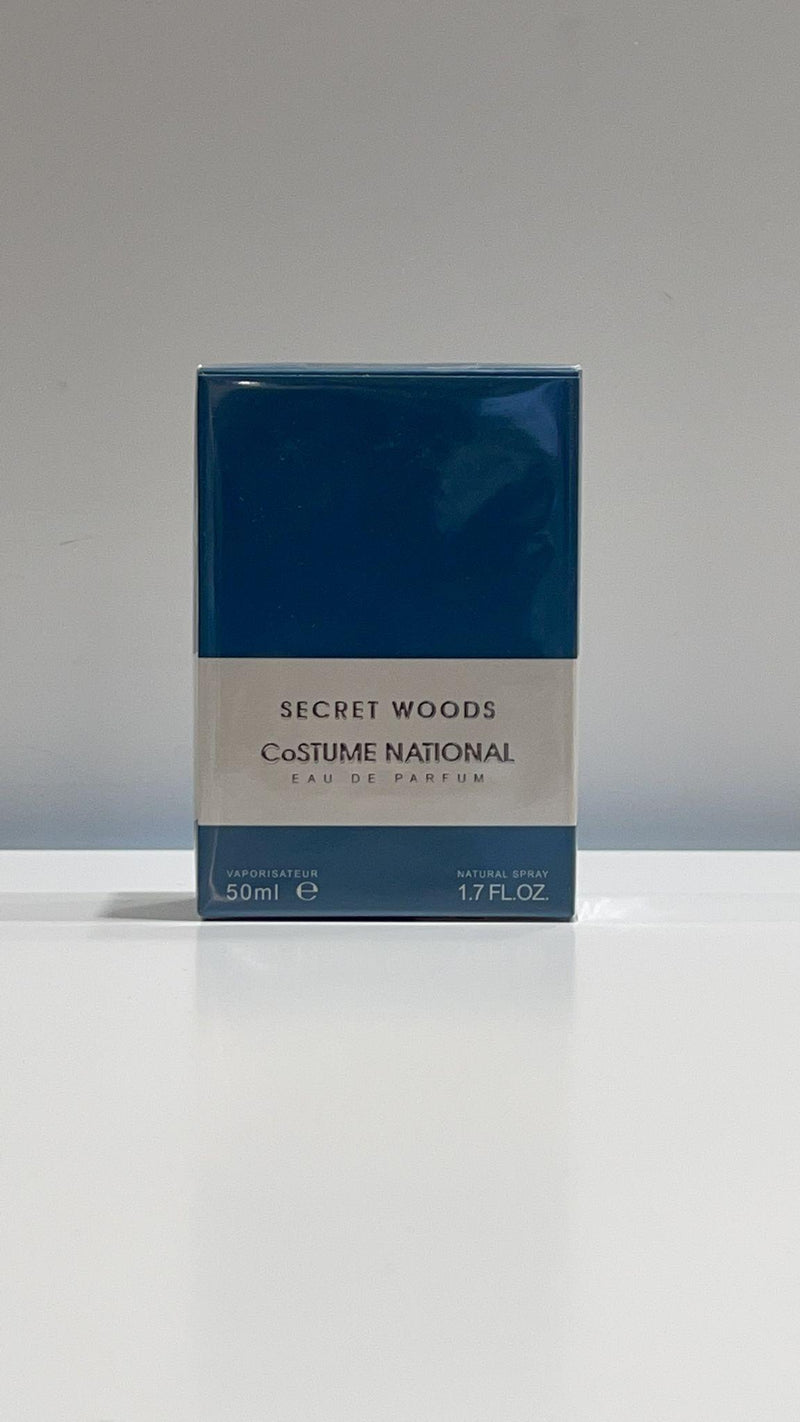 SECRET WOODS
CoSTUME NATIONAL
EAU DE PARFUM
VAPORISATEUR
50ml ℮
NATURAL SPRAY
1.7 FL.OZ.